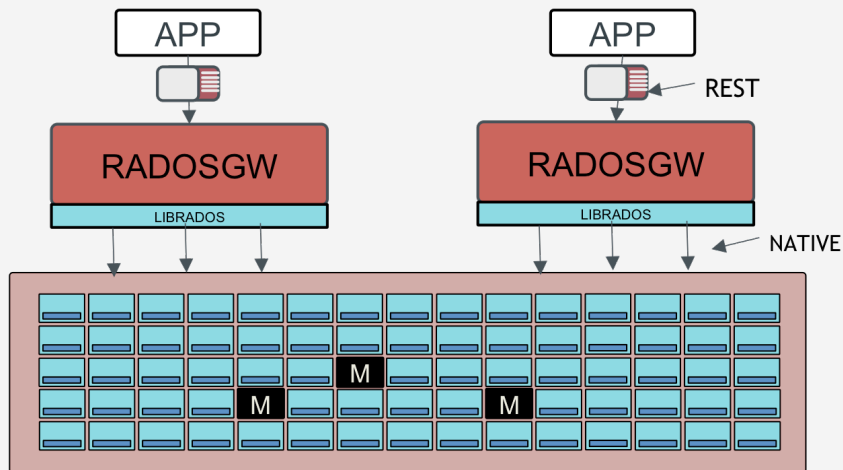 APP
APP
REST
RADOSGW
RADOSGW
LIBRADOS
LIBRADOS
NATIVE
M
M
M